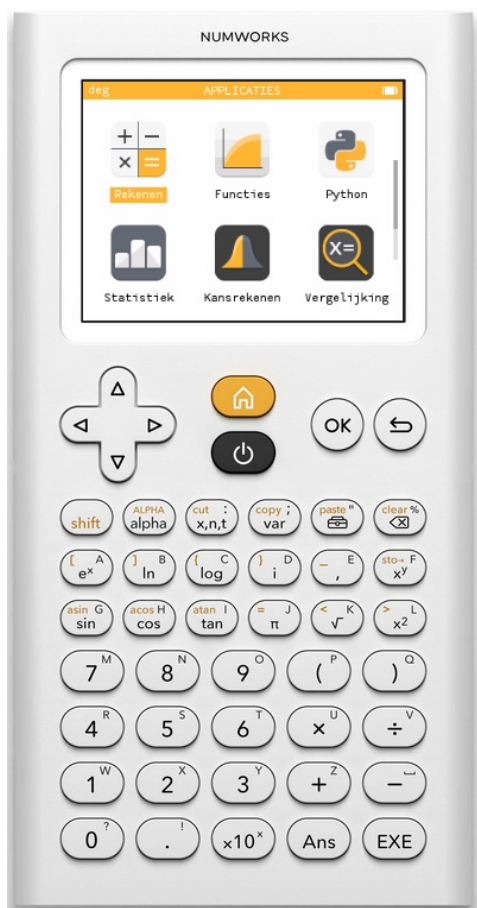 NUMWORKS
deg APPLICATIES
+ −
× =
Rekenen Functies Python
X=
Statistiek Kansrekenen Vergelijking
OK
shift ALPHA alpha cut : x,n,t copy ; var paste " clear %
[ A eˣ ] B ln { C log } D i _ E , sto→ F xʸ
asin G sin acos H cos atan I tan = J π < K √ > L x²
7 M 8 N 9 O ( P ) Q
4 R 5 S 6 T × U ÷ V
1 W 2 X 3 Y + Z − ⎵
0 ? . ! ×10ˣ Ans EXE